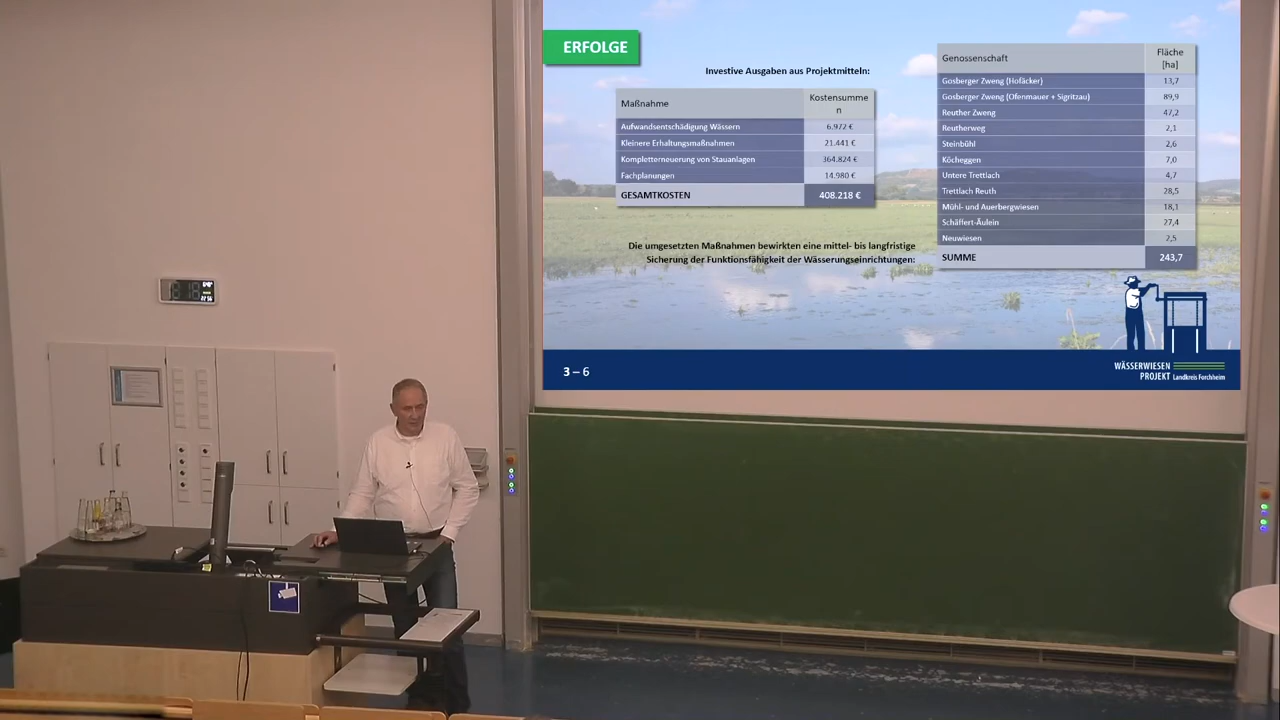 ERFOLGE
Investive Ausgaben aus Projektmitteln:
Maßnahme Kostensumme
n
Aufwandsentschädigung Wässern 6.972 €
Kleinere Erhaltungsmaßnahmen 21.441 €
Kompletterneuerung von Stauanlagen 364.824 €
Fachplanungen 14.980 €
GESAMTKOSTEN 408.218 €
Die umgesetzten Maßnahmen bewirkten eine mittel- bis langfristige
Sicherung der Funktionsfähigkeit der Wässerungseinrichtungen:
Genossenschaft Fläche
[ha]
Gosberger Zweng (Hofäcker) 13,7
Gosberger Zweng (Ofenmauer + Sigritzau) 89,9
Reuther Zweng 47,2
Reutherweg 2,1
Steinbühl 2,6
Köcheggen 7,0
Untere Trettlach 4,7
Trettlach Reuth 28,5
Mühl- und Auerbergwiesen 18,1
Schäffert-Äulein 27,4
Neuwiesen 2,5
SUMME 243,7
3 – 6
WÄSSERWIESEN
PROJEKT Landkreis Forchheim